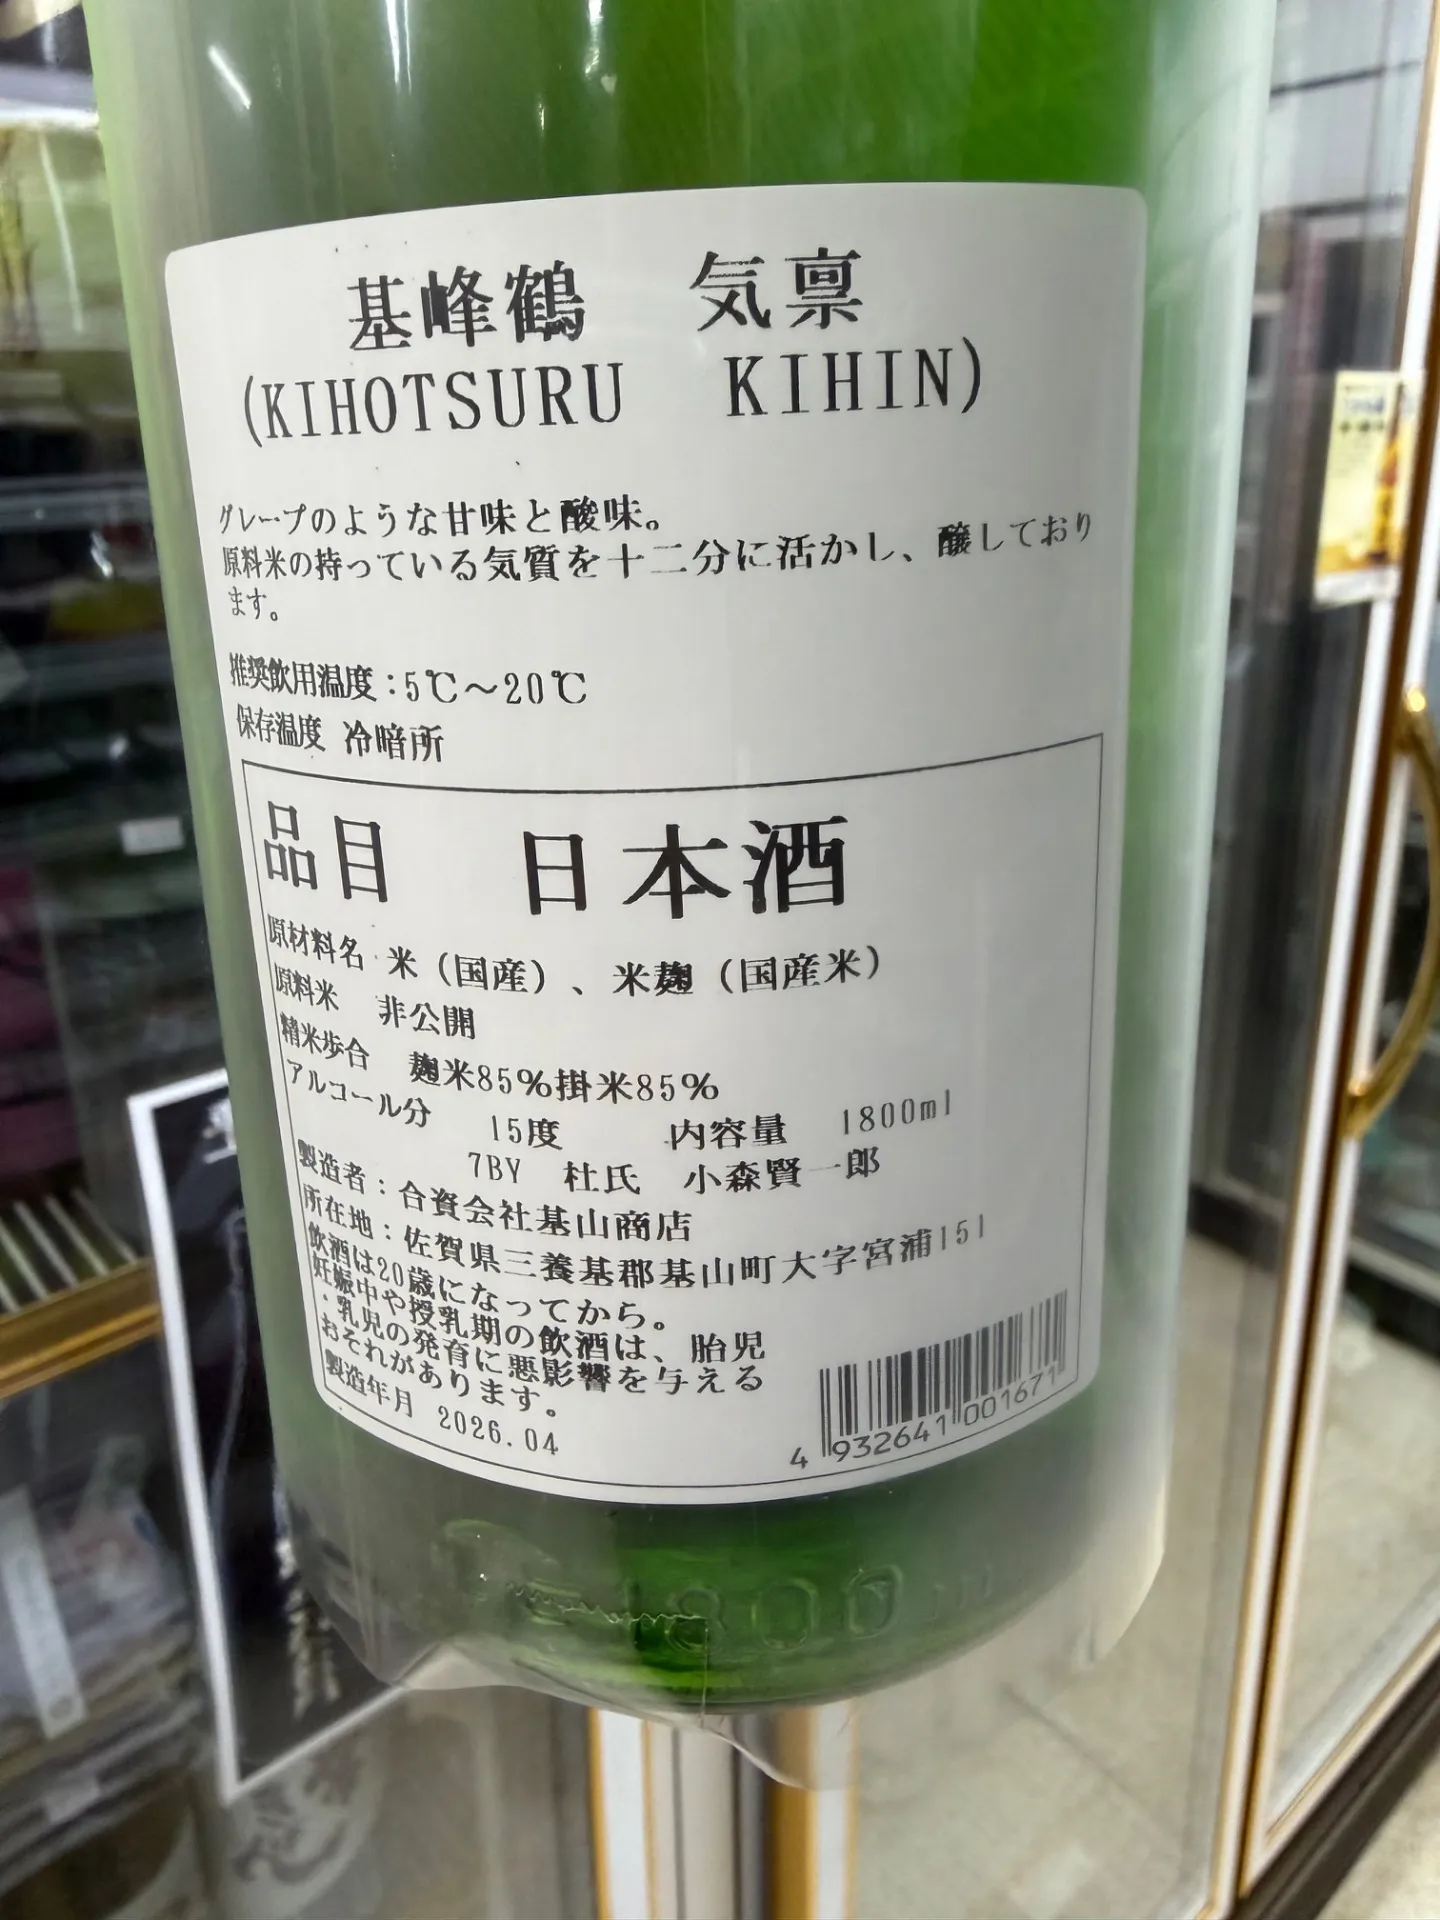 基峰鶴　気禀
(KIHOTSURU　KIHIN)
グレープのような甘味と酸味。
原料米の持っている気質を十二分に活かし、醸しており
ます。
推奨飲用温度：5℃～20℃
保存温度 冷暗所
品目　日本酒
原材料名 米（国産）、米麹（国産米）
原料米　非公開
精米歩合　麹米85%掛米85%
アルコール分　15度　内容量　1800ml
7BY　杜氏　小森賢一郎
製造者：合資会社基山商店
所在地：佐賀県三養基郡基山町大字宮浦151
飲酒は20歳になってから。
妊娠中や授乳期の飲酒は、胎児
・乳児の発育に悪影響を与える
おそれがあります。
製造年月 2026.04
4 932641 001671
1800